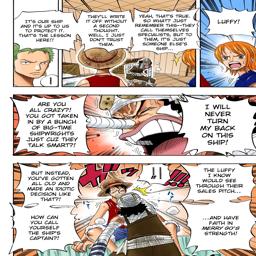 LUFFY!
YEAH, THAT'S TRUE.
SO WHAT? JUST
REMEMBER THIS—THEY
CALL THEMSELVES
SPECIALISTS, BUT
TO THEM, IT'S JUST
SOMEONE ELSE'S
SHIP...
THEY'LL WRITE
IT OFF WITHOUT
A SECOND
THOUGHT.
WELL, I JUST
DON'T TRUST
THEM.
IT'S OUR SHIP
AND IT'S UP TO US
TO PROTECT IT.
THAT'S THE LESSON
HERE!!
!
I WILL
NEVER
TURN MY
BACK ON
THIS
SHIP!
ARE YOU
ALL CRAZY?!
YOU GOT TAKEN
IN BY A BUNCH
OF BIG-TIME
SHIPWRIGHTS
JUST CUZ THEY
TALK SMART?!
THE LUFFY
I KNOW
WOULD SEE
THROUGH THEIR
SALES PITCH...
...AND
HAVE FAITH
IN MERRY GO'S
STRENGTH!
BUT INSTEAD,
YOU'VE GOTTEN
ALL OLD AND
MADE AN IDIOTIC
DECISION LIKE
THAT?!
HOW CAN
YOU CALL
YOURSELF
THE SHIP'S
CAPTAIN?!